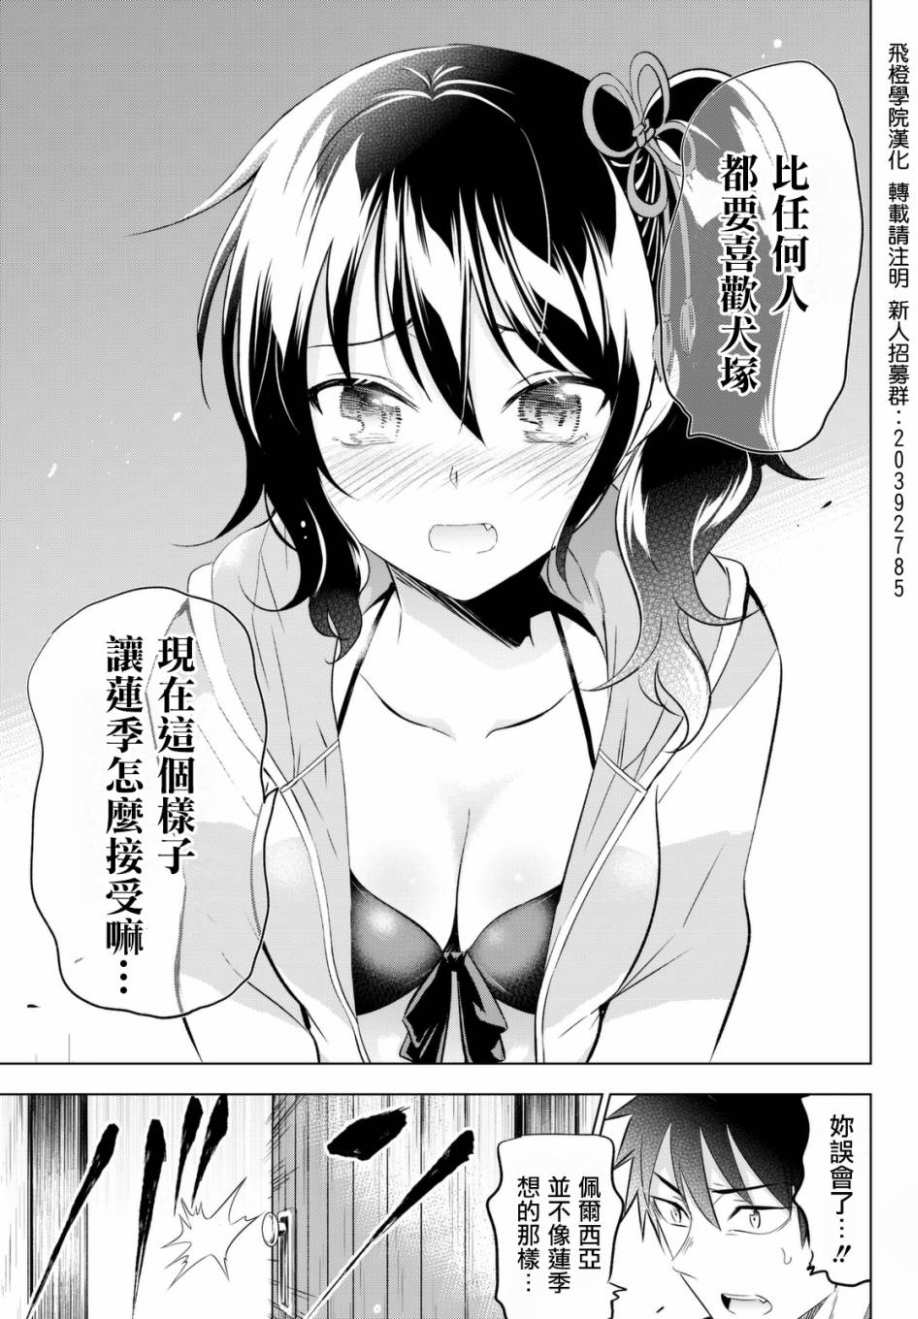 飛橙學院漢化 轉載請注明 新人招募群:203927​85
比任何人
都要喜歡犬塚
現在這個樣子
讓蓮季怎麼接受嘛…
妳誤會了…!!
佩爾西亞
並不像蓮季
想的那樣…